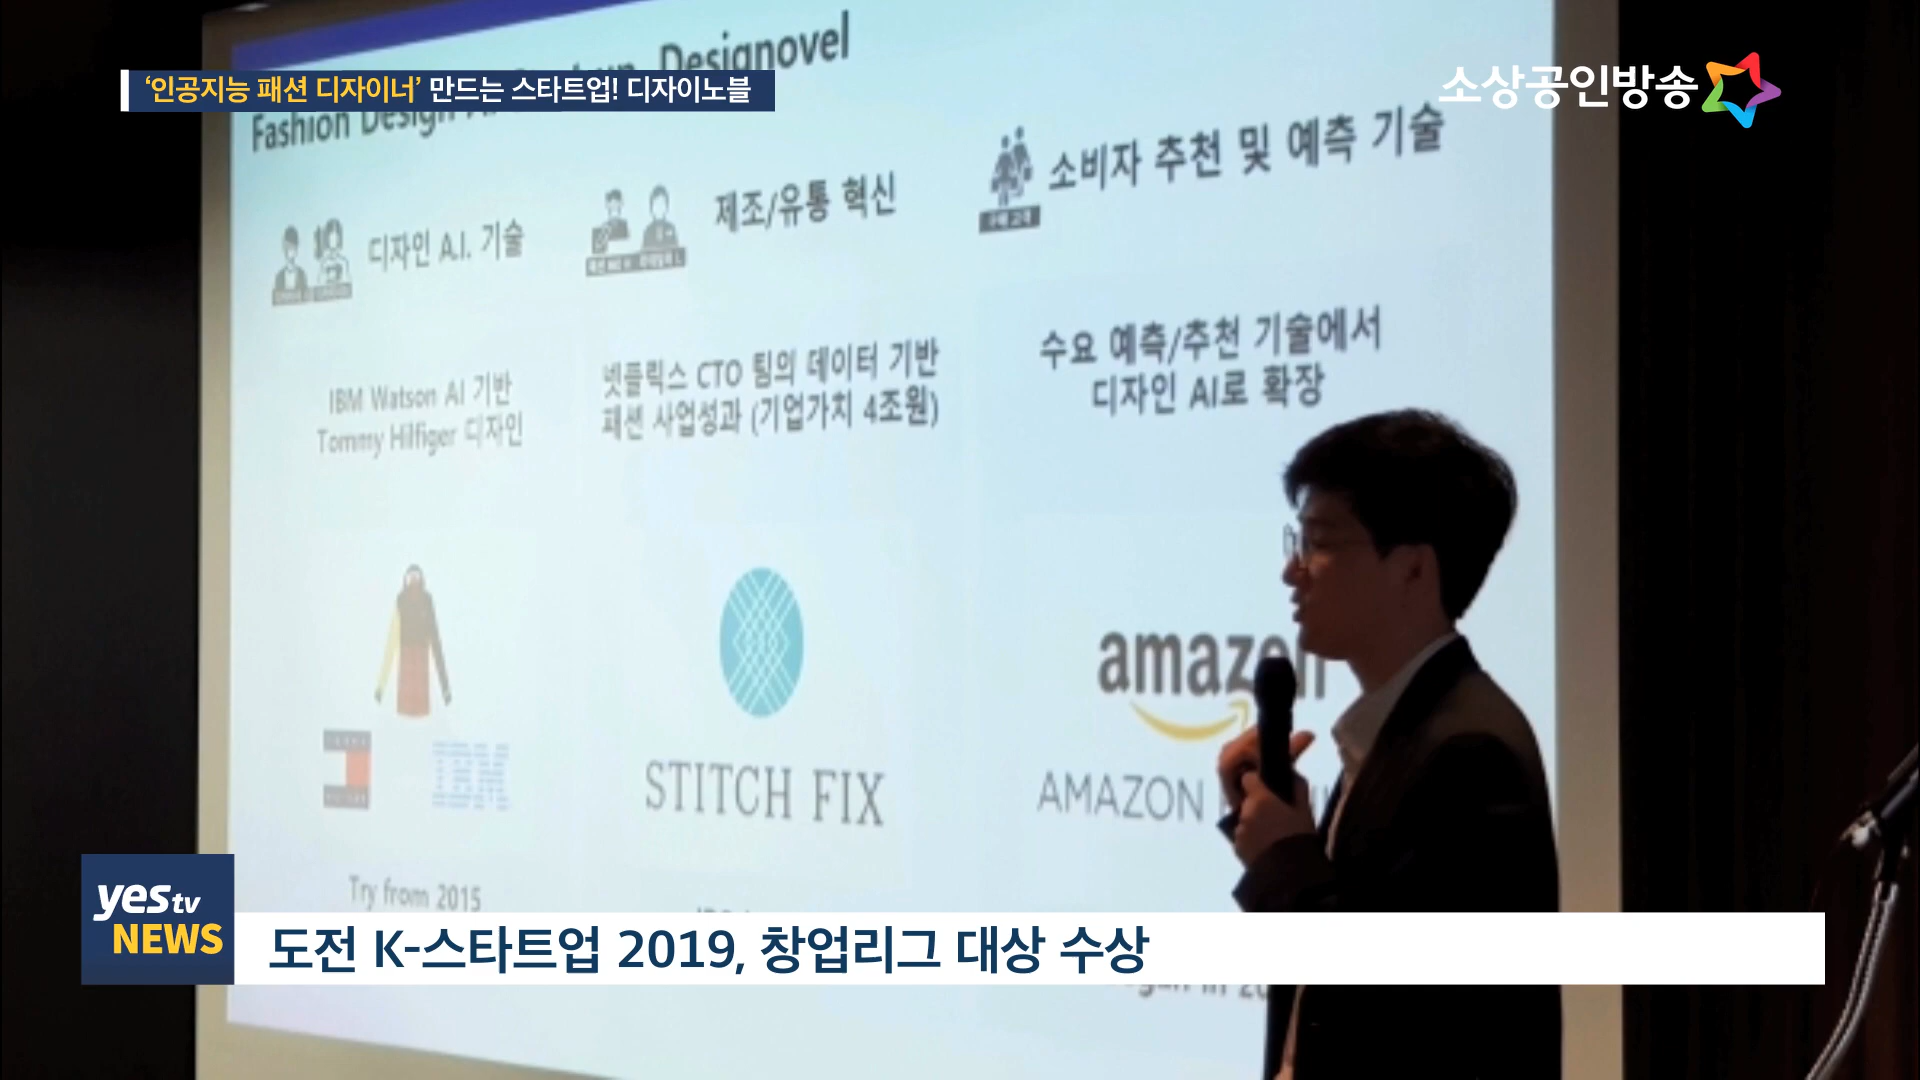 Designovel
'인공지능 패션 디자이너' 만드는 스타트업! 디자이노블
소상공인방송
Fashion Design
디자인 A.I. 기술
제조/유통 혁신
소비자 추천 및 예측 기술
구매 고객
IBM Watson AI 기반
Tommy Hilfiger 디자인
넷플릭스 CTO 팀의 데이터 기반
패션 사업성과 (기업가치 4조원)
수요 예측/추천 기술에서
디자인 AI로 확장
IBM
STITCH FIX
amazon
AMAZON
Try from 2015
yes tv
NEWS
도전 K-스타트업 2019, 창업리그 대상 수상